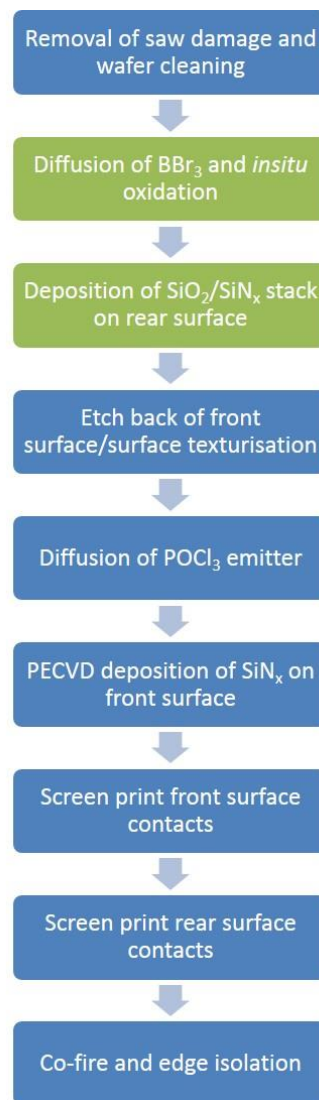 Removal of saw damage and
wafer cleaning
Diffusion of BBr₃ and insitu
oxidation
Deposition of SiO₂/SiNₓ stack
on rear surface
Etch back of front
surface/surface texturisation
Diffusion of POCl₃ emitter
PECVD deposition of SiNₓ on
front surface
Screen print front surface
contacts
Screen print rear surface
contacts
Co-fire and edge isolation